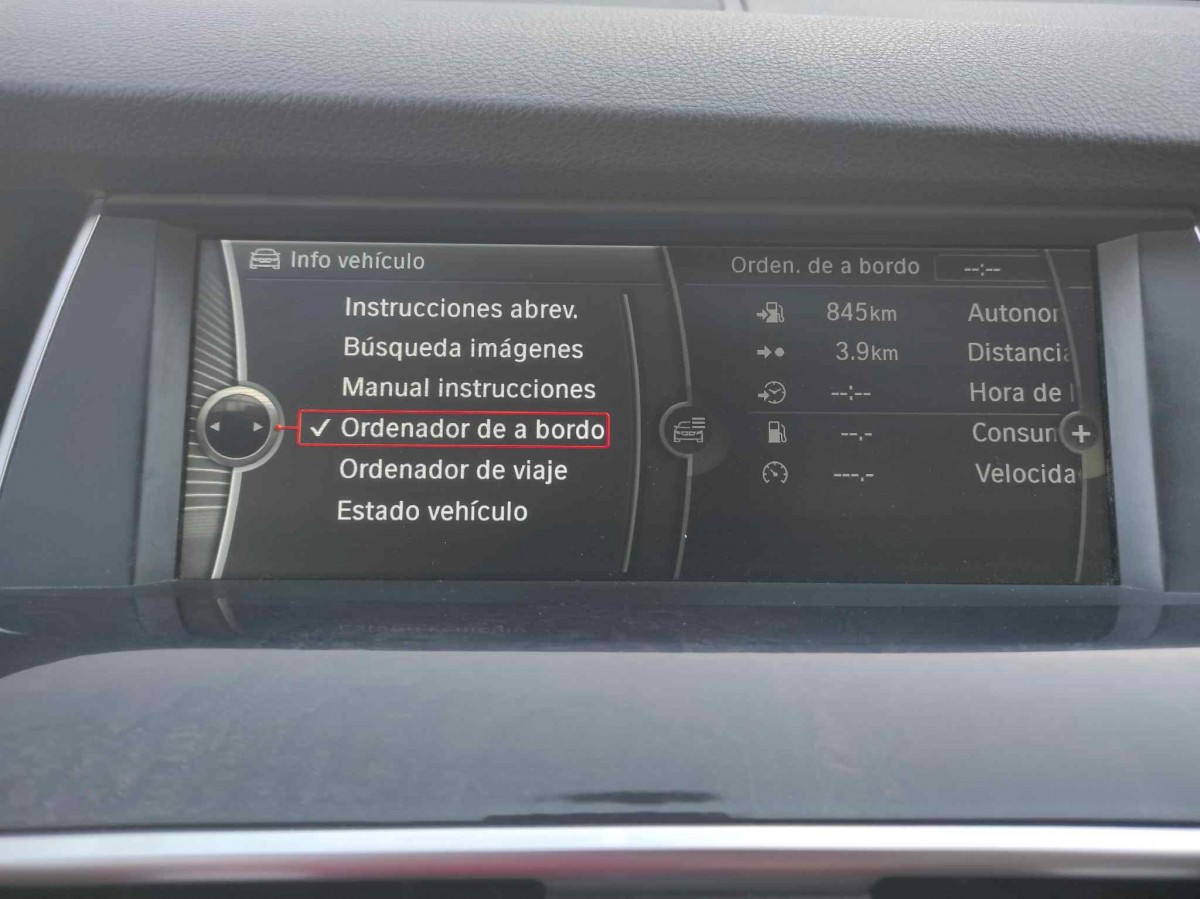 Info vehículo
Instrucciones abrev.
Búsqueda imágenes
Manual instrucciones
✓ Ordenador de a bordo
Ordenador de viaje
Estado vehículo
Orden. de a bordo --:--
845km Autonor
3.9km Distancia
--:-- Hora de
--.- Consun
---.- Velocida